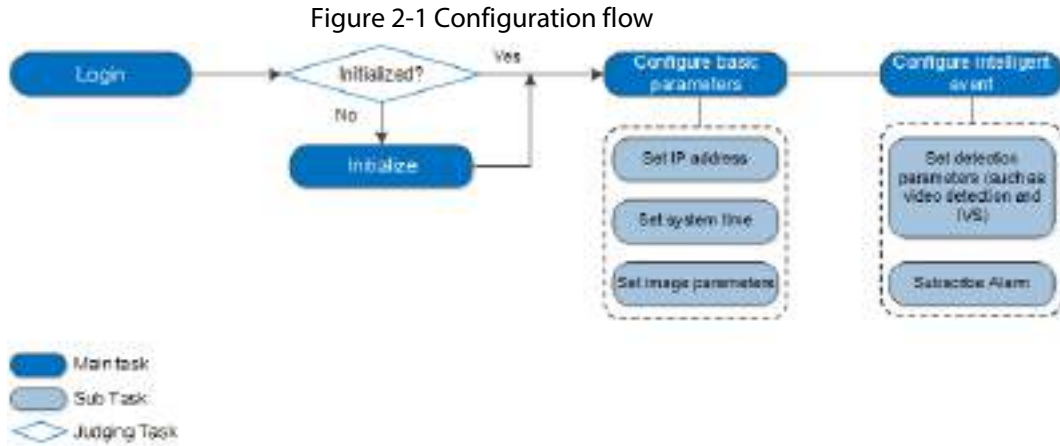 Figure 2-1 Configuration flow
Login
Initialized?
Yes
No
Initialize
Configure basic
parameters
Set IP address
Set system time
Set image parameters
Configure intelligent
event
Set detection
parameters (such as
video detection and
IVS)
Subscribe Alarm
Main task
Sub Task
Judging Task